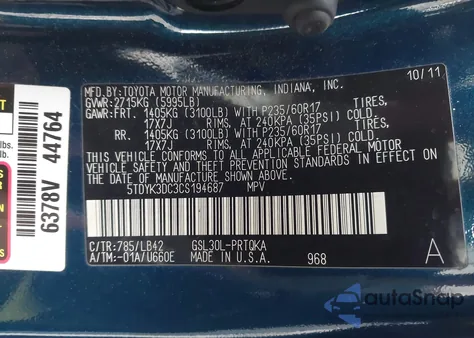 MFD.BY:TOYOTA MOTOR MANUFACTURING, INDIANA, INC. 10/11
GVWR:2715KG (5995LB)
GAWR:FRT. 1405KG (3100LB) WITH P235/60R17 TIRES,
17X7J RIMS, AT 240KPA (35PSI) COLD
RR. 1405KG (3100LB) WITH P235/60R17 TIRES,
17X7J RIMS, AT 240KPA (35PSI) COLD
THIS VEHICLE CONFORMS TO ALL APPLICABLE FEDERAL MOTOR
VEHICLE SAFETY AND THEFT PREVENTION STANDARDS IN EFFECT ON
THE DATE OF MANUFACTURE SHOWN ABOVE.
5TDYK3DC3CS194687 MPV
C/TR:785/LB42 GSL30L-PRTQKA
A/TM:-01A/U660E MADE IN U.S.A. 968 A
6378V 44764
lbs.
lb.
autoSnap